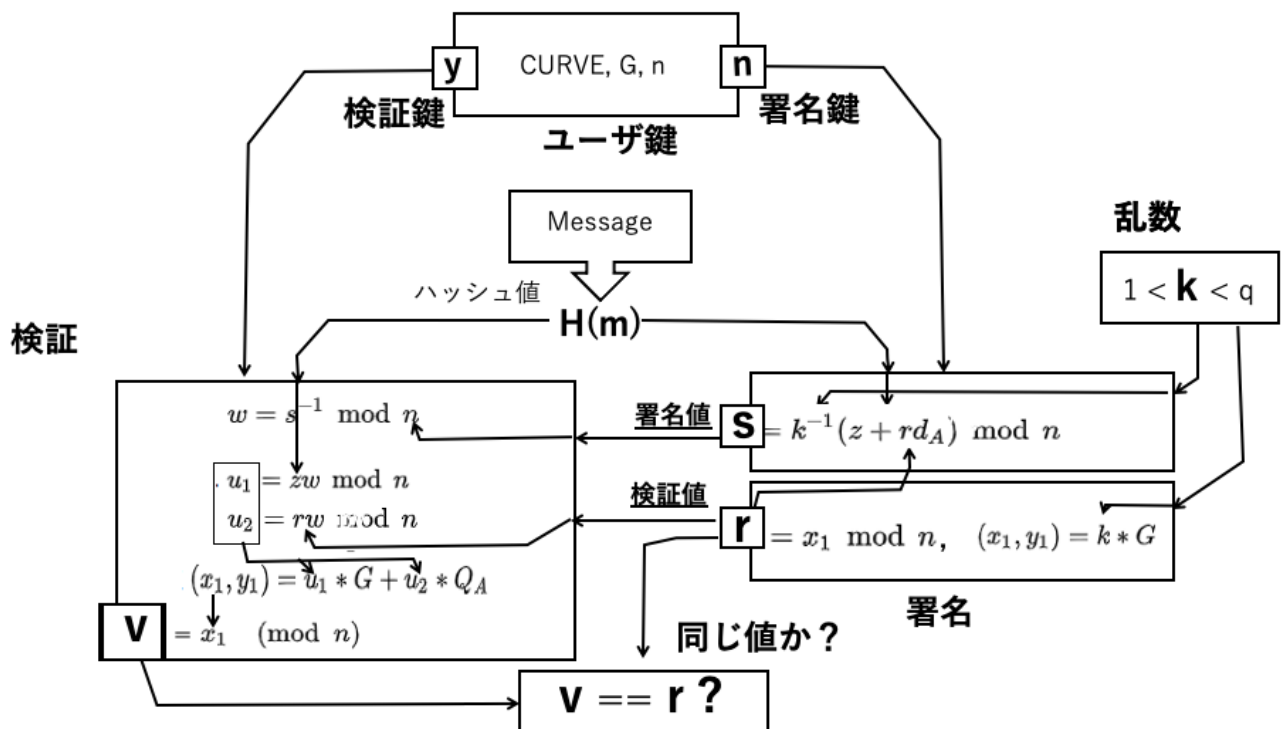 y
CURVE, G, n
n
検証鍵
署名鍵
ユーザ鍵
Message
乱数
1 < k < q
ハッシュ値
H(m)
検証
w = s⁻¹ mod n
u₁ = zw mod n
u₂ = rw mod n
(x₁, y₁) = u₁ * G + u₂ * Q_A
v = x₁ (mod n)
署名値
s = k⁻¹(z + rd_A) mod n
検証値
r = x₁ mod n, (x₁, y₁) = k * G
署名
同じ値か？
v == r ?